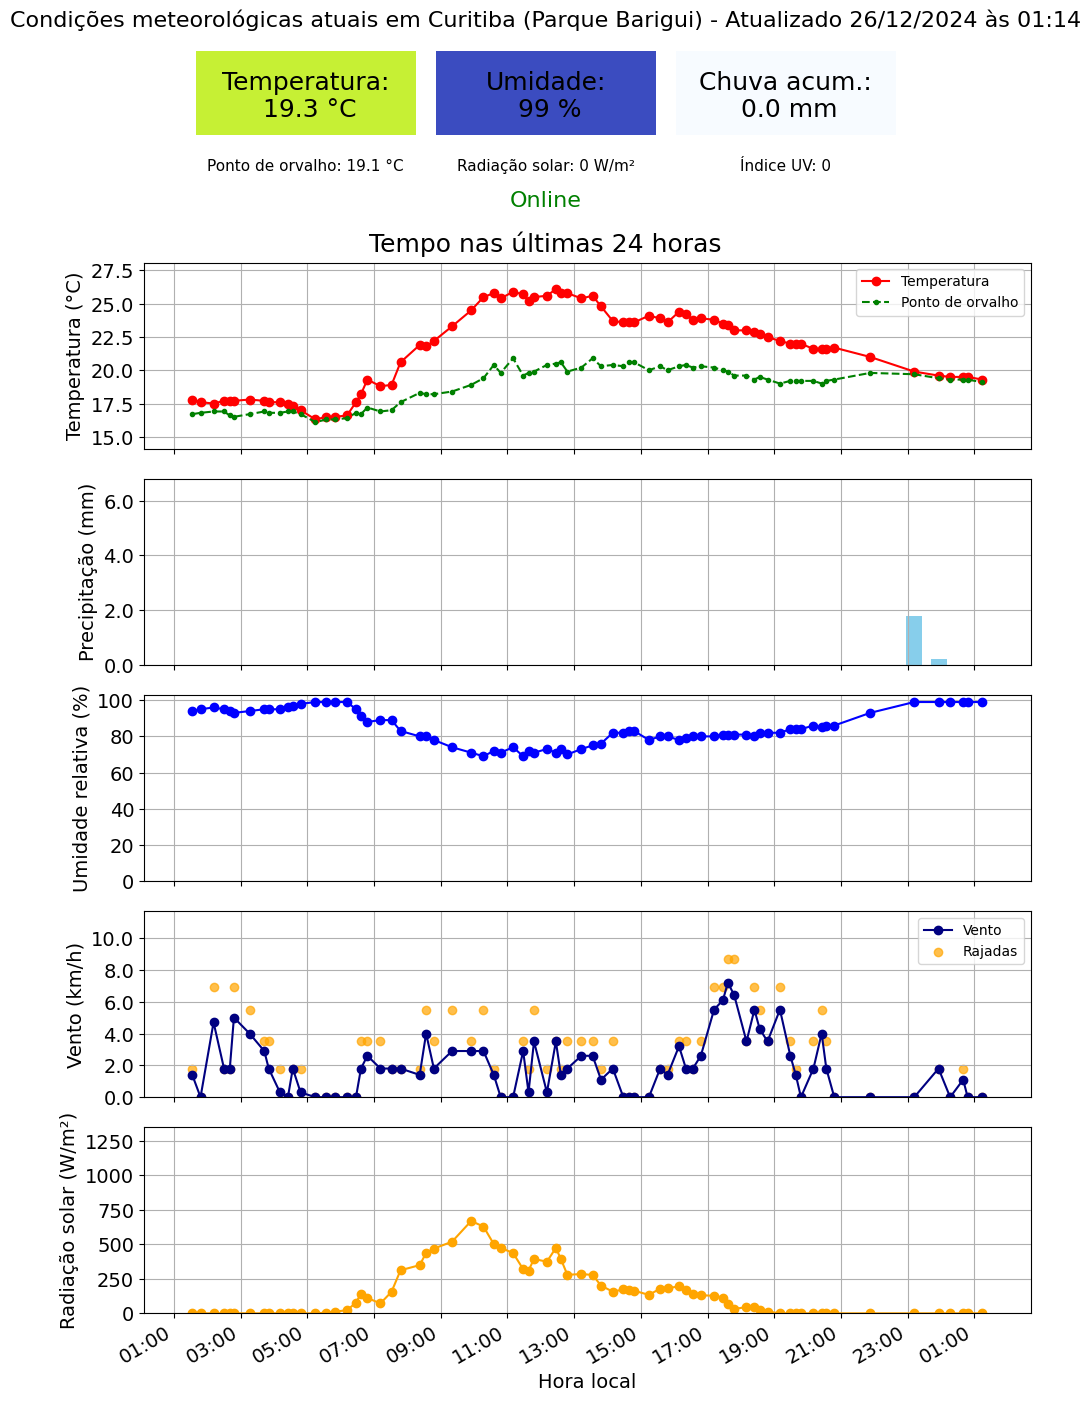 Condições meteorológicas atuais em Curitiba (Parque Barigui) - Atualizado 26/12/2024 às 01:14
Temperatura:
19.3 °C
Umidade:
99 %
Chuva acum.:
0.0 mm
Ponto de orvalho: 19.1 °C
Radiação solar: 0 W/m²
Índice UV: 0
Online
Tempo nas últimas 24 horas
Temperatura (°C)
27.5
25.0
22.5
20.0
17.5
15.0
Temperatura
Ponto de orvalho
Precipitação (mm)
6.0
4.0
2.0
0.0
Umidade relativa (%)
100
80
60
40
20
0
Vento (km/h)
10.0
8.0
6.0
4.0
2.0
0.0
Vento
Rajadas
Radiação solar (W/m²)
1250
1000
750
500
250
0
01:00
03:00
05:00
07:00
09:00
11:00
13:00
15:00
17:00
19:00
21:00
23:00
01:00
Hora local